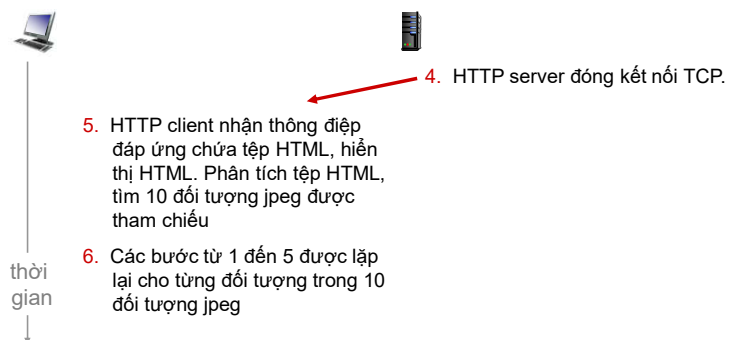 4. HTTP server đóng kết nối TCP.
5. HTTP client nhận thông điệp
đáp ứng chứa tệp HTML, hiển
thị HTML. Phân tích tệp HTML,
tìm 10 đối tượng jpeg được
tham chiếu
6. Các bước từ 1 đến 5 được lặp
lại cho từng đối tượng trong 10
đối tượng jpeg
thời
gian